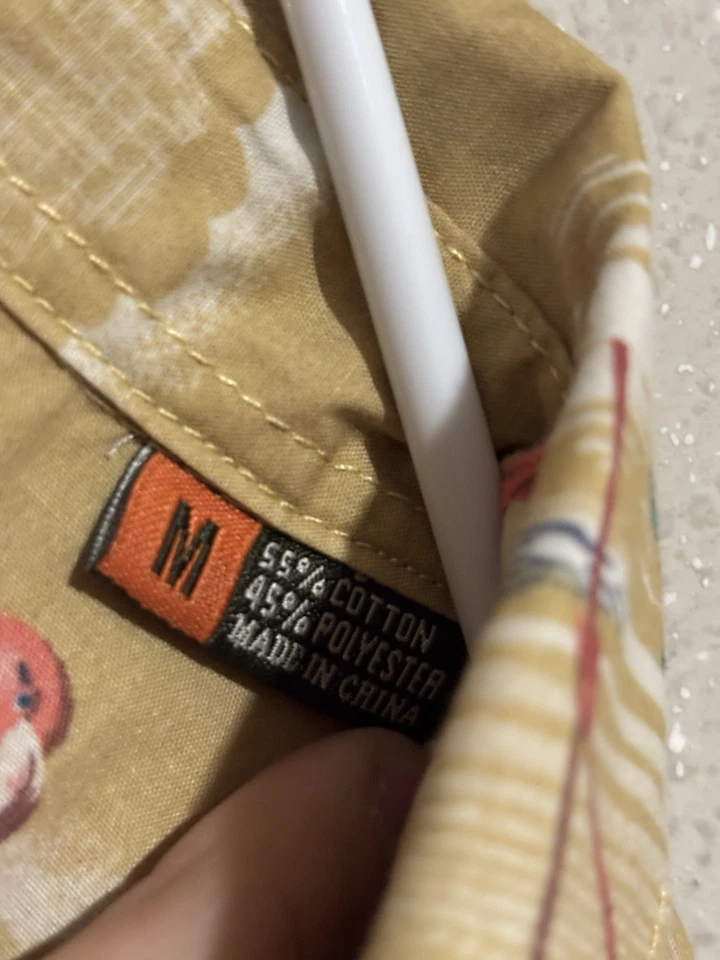 M
55% COTTON
45% POLYESTER
MADE IN CHINA